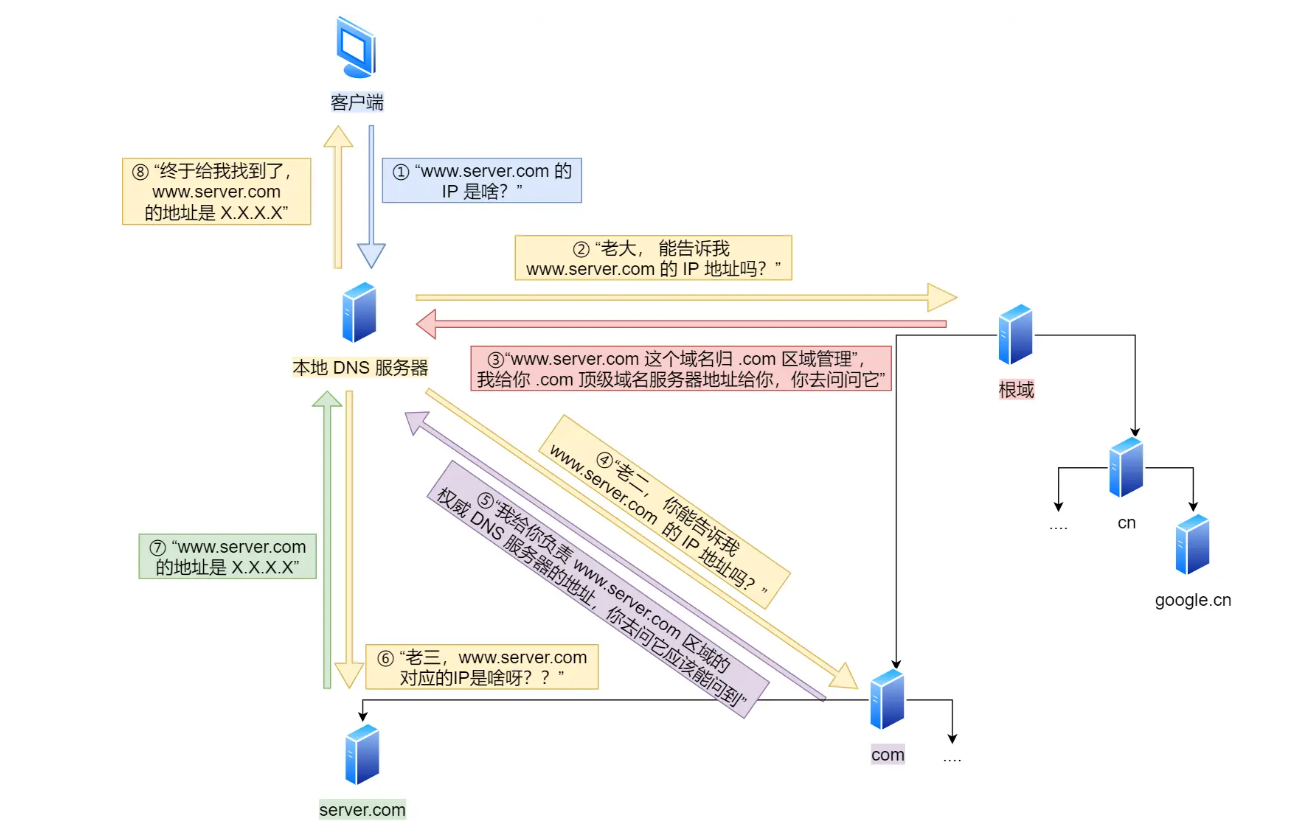 客户端
⑧ “终于给我找到了，
www.server.com
的地址是 X.X.X.X”
① “www.server.com 的
IP 是啥？”
② “老大， 能告诉我
www.server.com 的 IP 地址吗？”
本地 DNS 服务器
③“www.server.com 这个域名归 .com 区域管理”，
我给你 .com 顶级域名服务器地址给你，你去问问它”
根域
④“老二， 你能告诉我
www.server.com 的 IP 地址吗？”
⑤“我给你负责 www.server.com 区域的
权威 DNS 服务器的地址，你去问它应该能问到”
cn
....
google.cn
⑦ “www.server.com
的地址是 X.X.X.X”
⑥ “老三，www.server.com
对应的IP是啥呀？？”
com
....
server.com